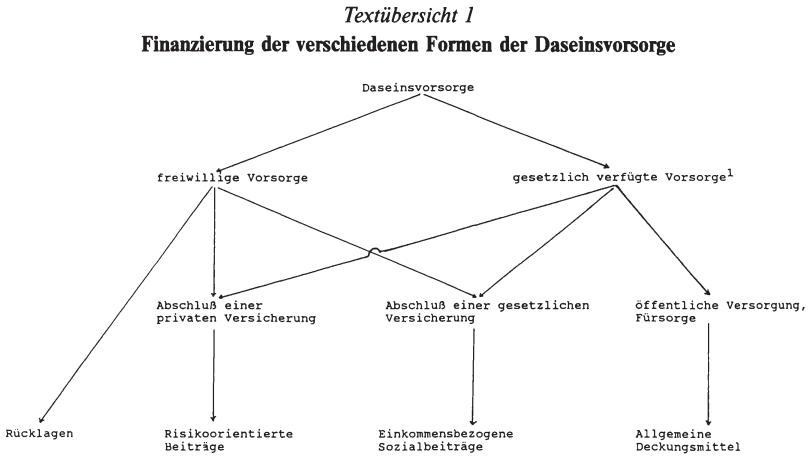 Textübersicht 1
Finanzierung der verschiedenen Formen der Daseinsvorsorge
Daseinsvorsorge
freiwillige Vorsorge
gesetzlich verfügte Vorsorge¹
Abschluß einer
privaten Versicherung
Abschluß einer gesetzlichen
Versicherung
öffentliche Versorgung,
Fürsorge
Rücklagen
Risikoorientierte
Beiträge
Einkommensbezogene
Sozialbeiträge
Allgemeine
Deckungsmittel